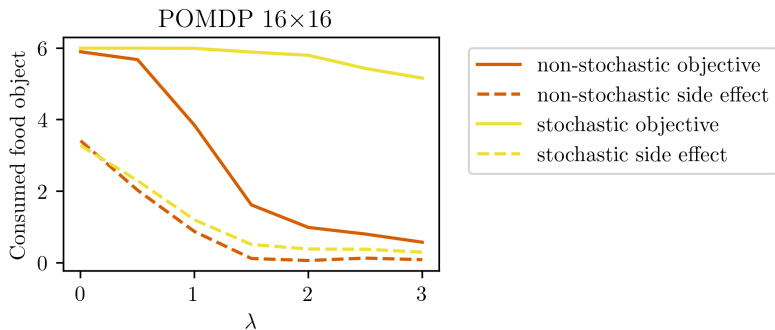 POMDP 16×16
Consumed food object
6
4
2
0
0 1 2 3
λ
non-stochastic objective
non-stochastic side effect
stochastic objective
stochastic side effect